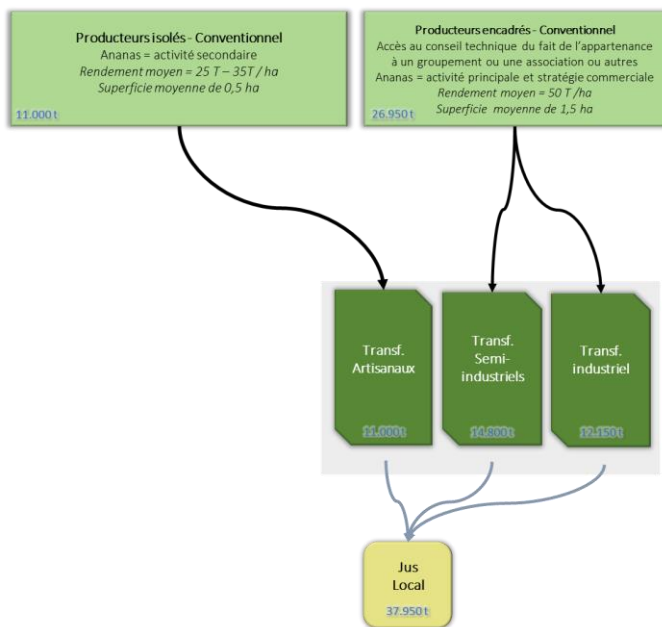 Producteurs isolés - Conventionnel
Ananas = activité secondaire
Rendement moyen = 25 T – 35T / ha
Superficie moyenne de 0,5 ha
11.000 t
Producteurs encadrés - Conventionnel
Accès au conseil technique du fait de l'appartenance
à un groupement ou une association ou autres
Ananas = activité principale et stratégie commerciale
Rendement moyen = 50 T /ha
Superficie moyenne de 1,5 ha
26.950 t
Transf.
Artisanaux
11.000 t
Transf.
Semi-
industriels
14.800 t
Transf.
industriel
12.150 t
Jus
Local
37.950 t